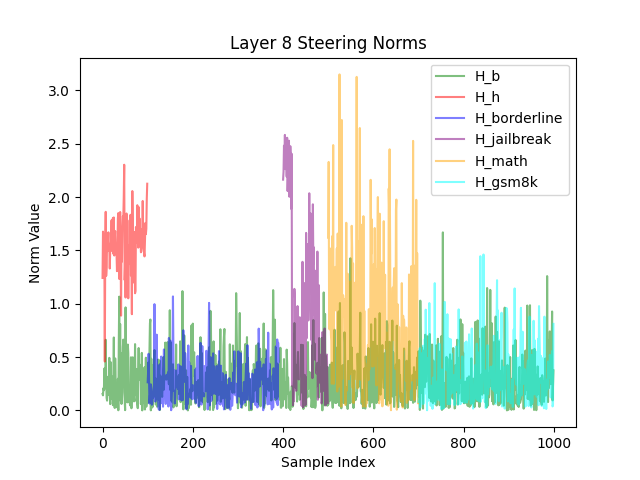 Layer 8 Steering Norms
Norm Value
3.0
2.5
2.0
1.5
1.0
0.5
0.0
H_b
H_h
H_borderline
H_jailbreak
H_math
H_gsm8k
0
200
400
600
800
1000
Sample Index